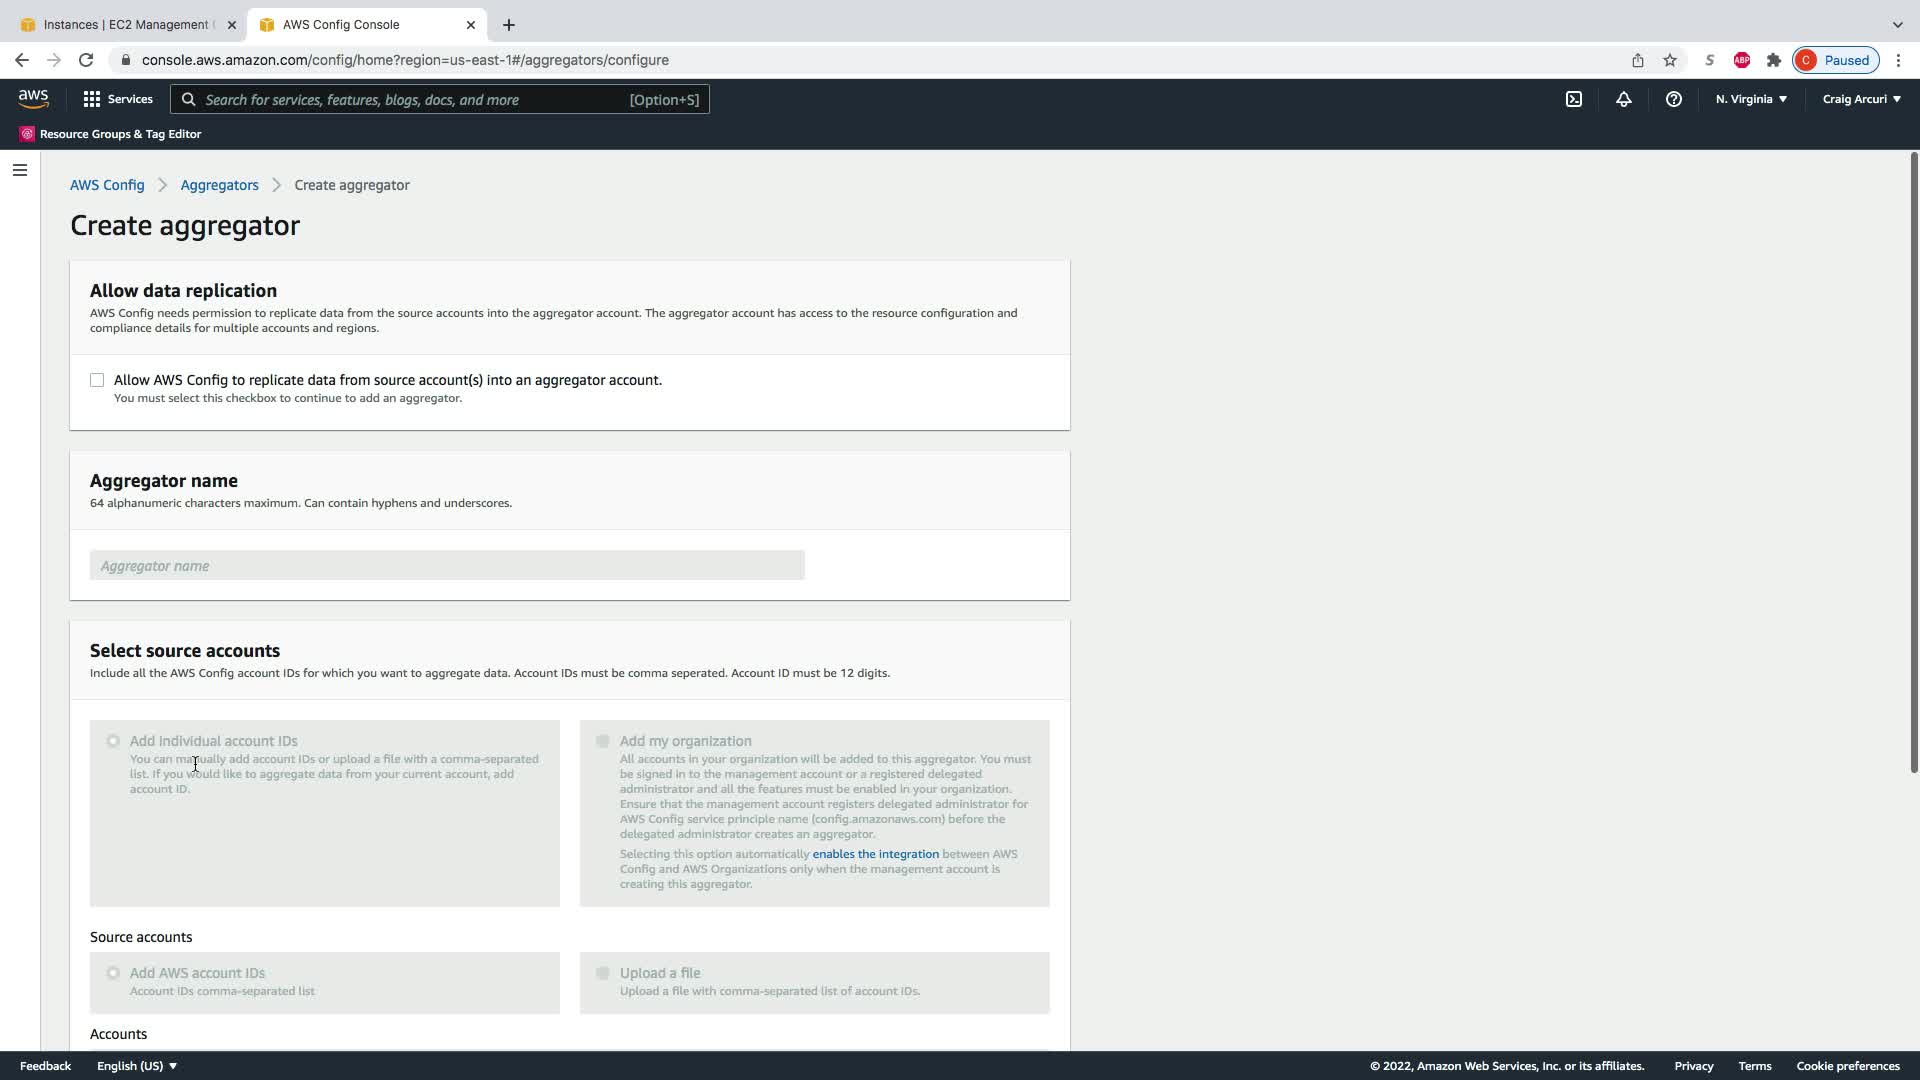 Instances | EC2 Management (
AWS Config Console
console.aws.amazon.com/config/home?region=us-east-1#/aggregators/configure
S
ABP
C
Paused
aws
Services
Search for services, features, blogs, docs, and more
[Option+S]
N. Virginia
Craig Arcuri
Resource Groups & Tag Editor
AWS Config
Aggregators
Create aggregator
Create aggregator
Allow data replication
AWS Config needs permission to replicate data from the source accounts into the aggregator account. The aggregator account has access to the resource configuration and
compliance details for multiple accounts and regions.
Allow AWS Config to replicate data from source account(s) into an aggregator account.
You must select this checkbox to continue to add an aggregator.
Aggregator name
64 alphanumeric characters maximum. Can contain hyphens and underscores.
Aggregator name
Select source accounts
Include all the AWS Config account IDs for which you want to aggregate data. Account IDs must be comma seperated. Account ID must be 12 digits.
Add individual account IDs
You can manually add account IDs or upload a file with a comma-separated
list. If you would like to aggregate data from your current account, add
account ID.
Add my organization
All accounts in your organization will be added to this aggregator. You must
be signed in to the management account or a registered delegated
administrator and all the features must be enabled in your organization.
Ensure that the management account registers delegated administrator for
AWS Config service principle name (config.amazonaws.com) before the
delegated administrator creates an aggregator.
Selecting this option automatically enables the integration between AWS
Config and AWS Organizations only when the management account is
creating this aggregator.
Source accounts
Add AWS account IDs
Account IDs comma-separated list
Upload a file
Upload a file with comma-separated list of account IDs.
Accounts
Feedback
English (US)
© 2022, Amazon Web Services, Inc. or its affiliates.
Privacy
Terms
Cookie preferences